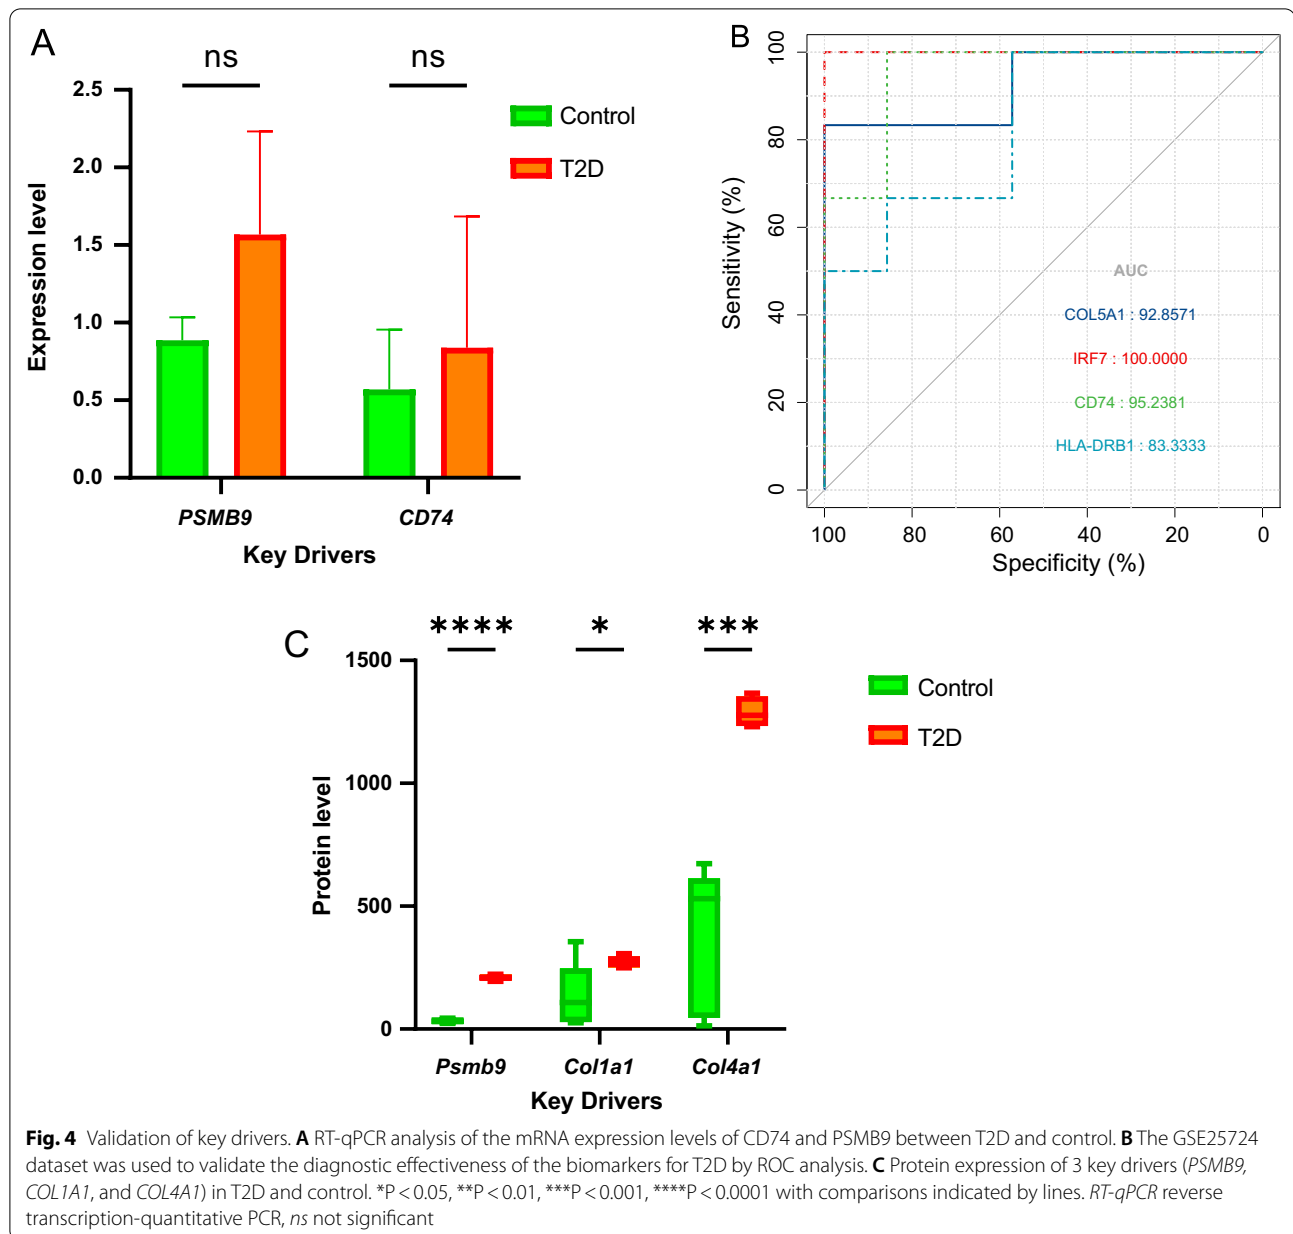 A
ns ns
2.5
2.0
1.5
1.0
0.5
0.0
Expression level
Control
T2D
PSMB9 CD74
Key Drivers
B
100
80
60
40
20
0
Sensitivity (%)
AUC
COL5A1 : 92.8571
IRF7 : 100.0000
CD74 : 95.2381
HLA-DRB1 : 83.3333
100 80 60 40 20 0
Specificity (%)
C
**** * ***
1500
1000
500
0
Protein level
Control
T2D
Psmb9 Col1a1 Col4a1
Key Drivers
Fig. 4 Validation of key drivers. A RT-qPCR analysis of the mRNA expression levels of CD74 and PSMB9 between T2D and control. B The GSE25724
dataset was used to validate the diagnostic effectiveness of the biomarkers for T2D by ROC analysis. C Protein expression of 3 key drivers (PSMB9,
COL1A1, and COL4A1) in T2D and control. *P < 0.05, **P < 0.01, ***P < 0.001, ****P < 0.0001 with comparisons indicated by lines. RT-qPCR reverse
transcription-quantitative PCR, ns not significant